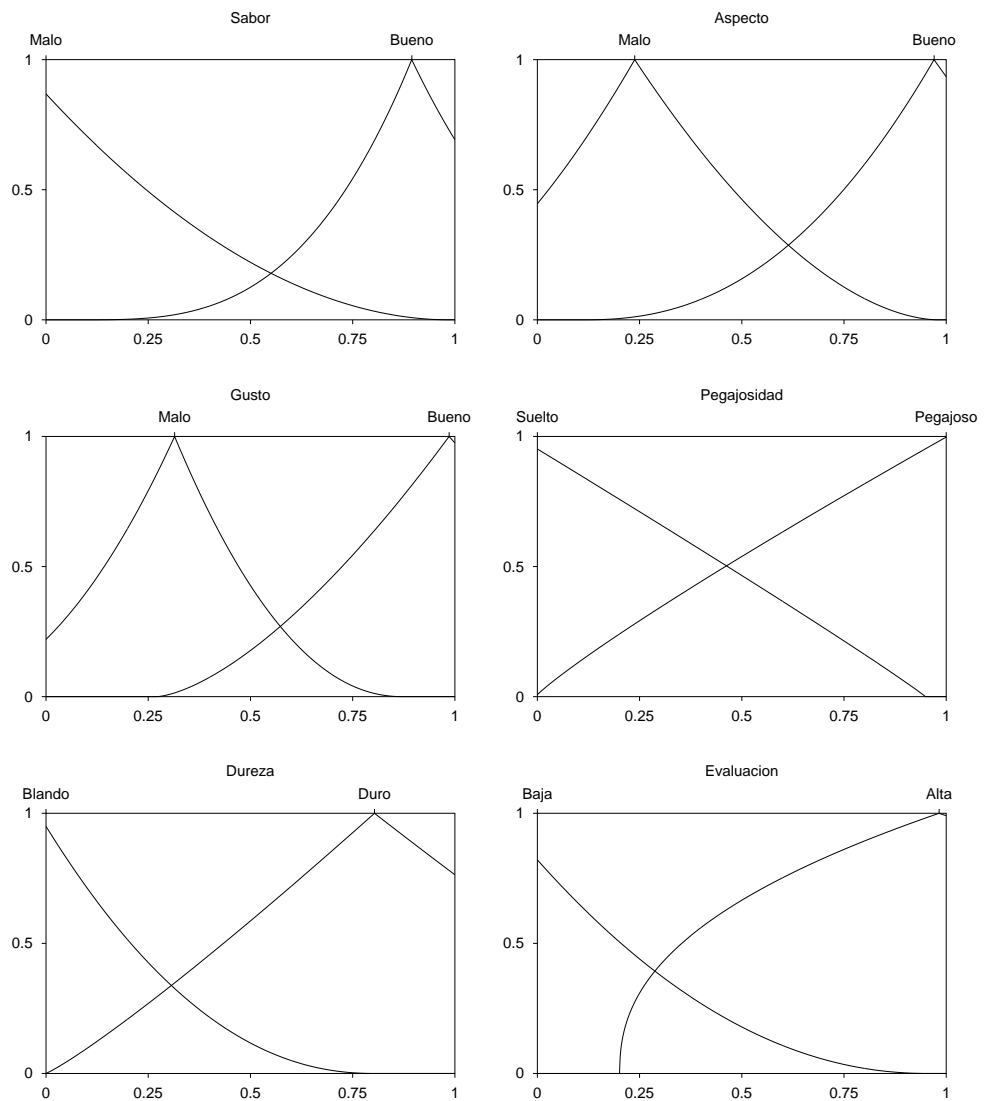 Sabor
Malo Bueno
1
0.5
0
0 0.25 0.5 0.75 1
Aspecto
Malo Bueno
1
0.5
0
0 0.25 0.5 0.75 1
Gusto
Malo Bueno
1
0.5
0
0 0.25 0.5 0.75 1
Pegajosidad
Suelto Pegajoso
1
0.5
0
0 0.25 0.5 0.75 1
Dureza
Blando Duro
1
0.5
0
0 0.25 0.5 0.75 1
Evaluacion
Baja Alta
1
0.5
0
0 0.25 0.5 0.75 1